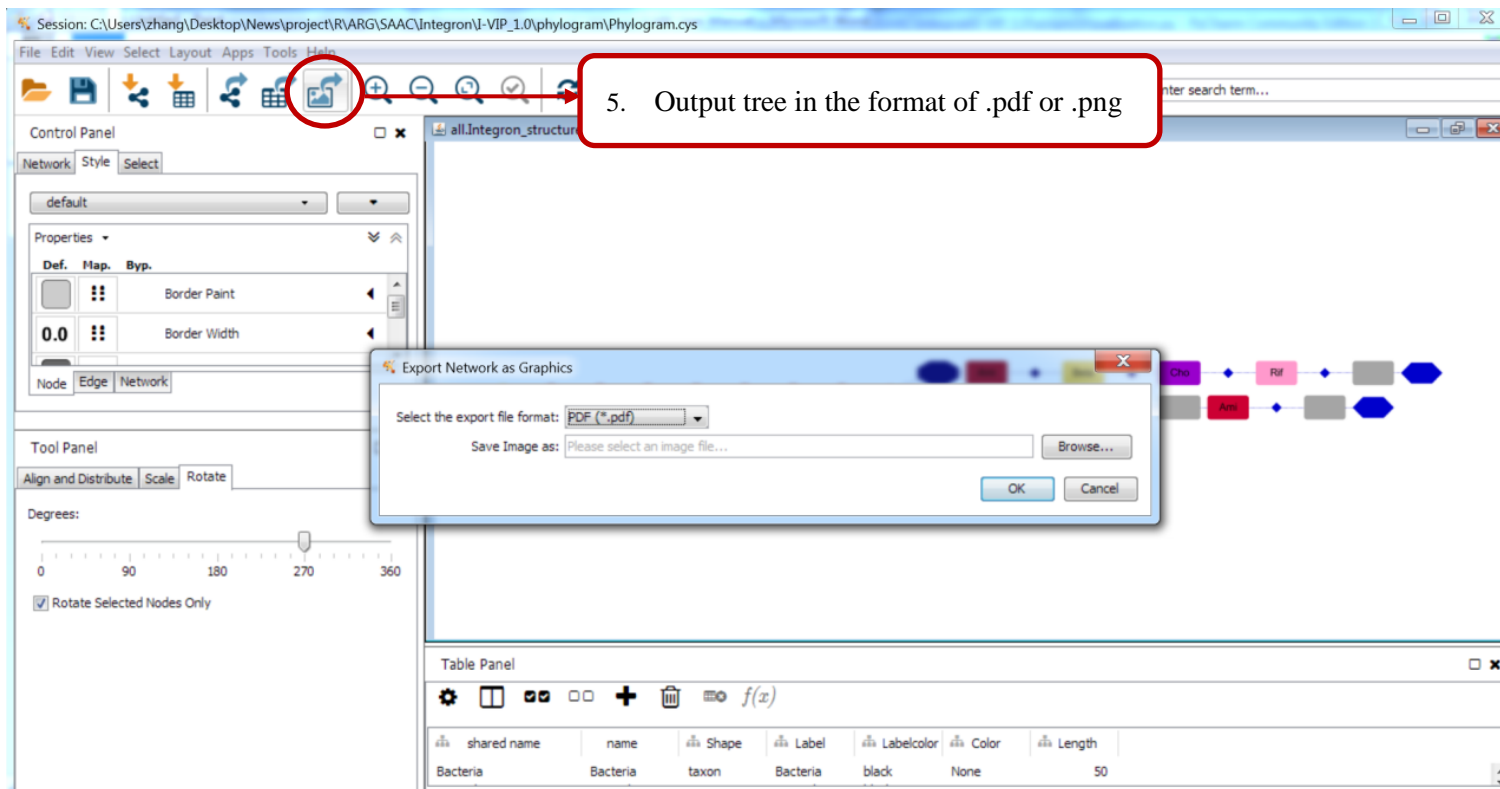 Session: C:\Users\zhang\Desktop\News\project\R\ARG\SAAC\Integron\I-VIP_1.0\phylogram\Phylogram.cys
File Edit View Select Layout Apps Tools Help
5. Output tree in the format of .pdf or .png
nter search term...
Control Panel
all.Integron_structur
Network Style Select
default
Properties
Def. Map. Byp.
Border Paint
0.0 Border Width
Node Edge Network
Export Network as Graphics
Cho Rif
Select the export file format: PDF (*.pdf)
Ami
Save Image as: Please select an image file... Browse...
OK Cancel
Tool Panel
Align and Distribute Scale Rotate
Degrees:
0 90 180 270 360
Rotate Selected Nodes Only
Table Panel
f(x)
shared name name Shape Label Labelcolor Color Length
Bacteria Bacteria taxon Bacteria black None 50